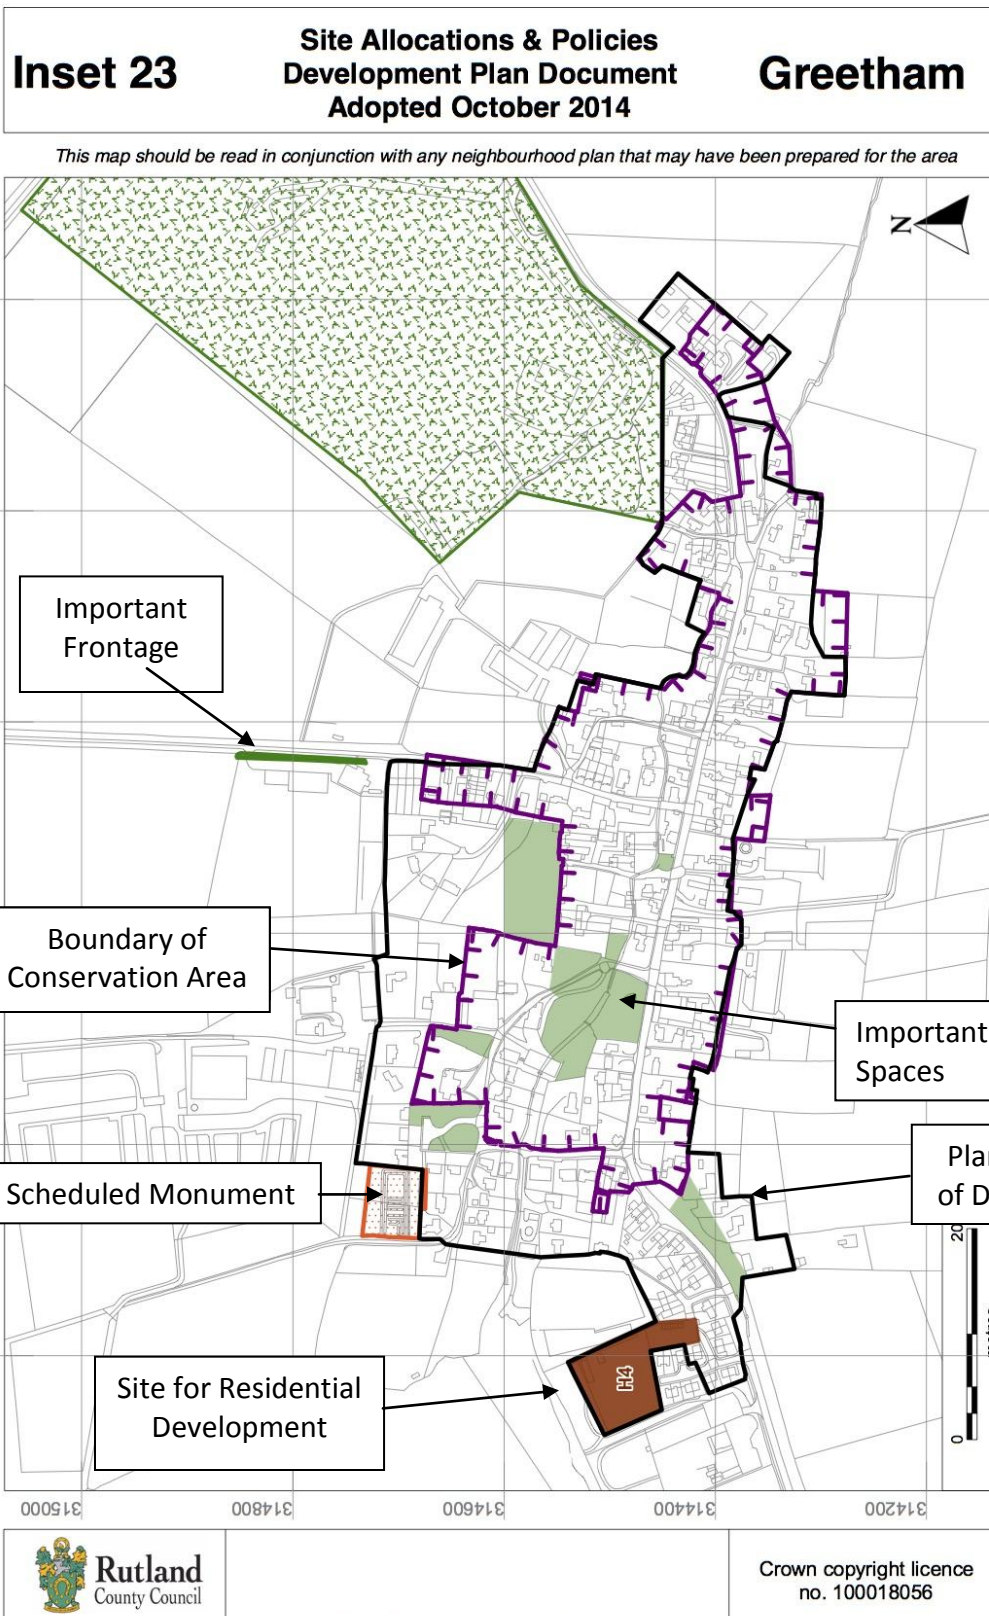 Inset 23
Site Allocations & Policies
Development Plan Document
Adopted October 2014
Greetham
This map should be read in conjunction with any neighbourhood plan that may have been prepared for the area
N
Important
Frontage
Boundary of
Conservation Area
Important
Spaces
Scheduled Monument
Plan
of D
20
0
Site for Residential
Development
H4
315000
314800
314600
314400
314200
Rutland
County Council
Crown copyright licence
no. 100018056